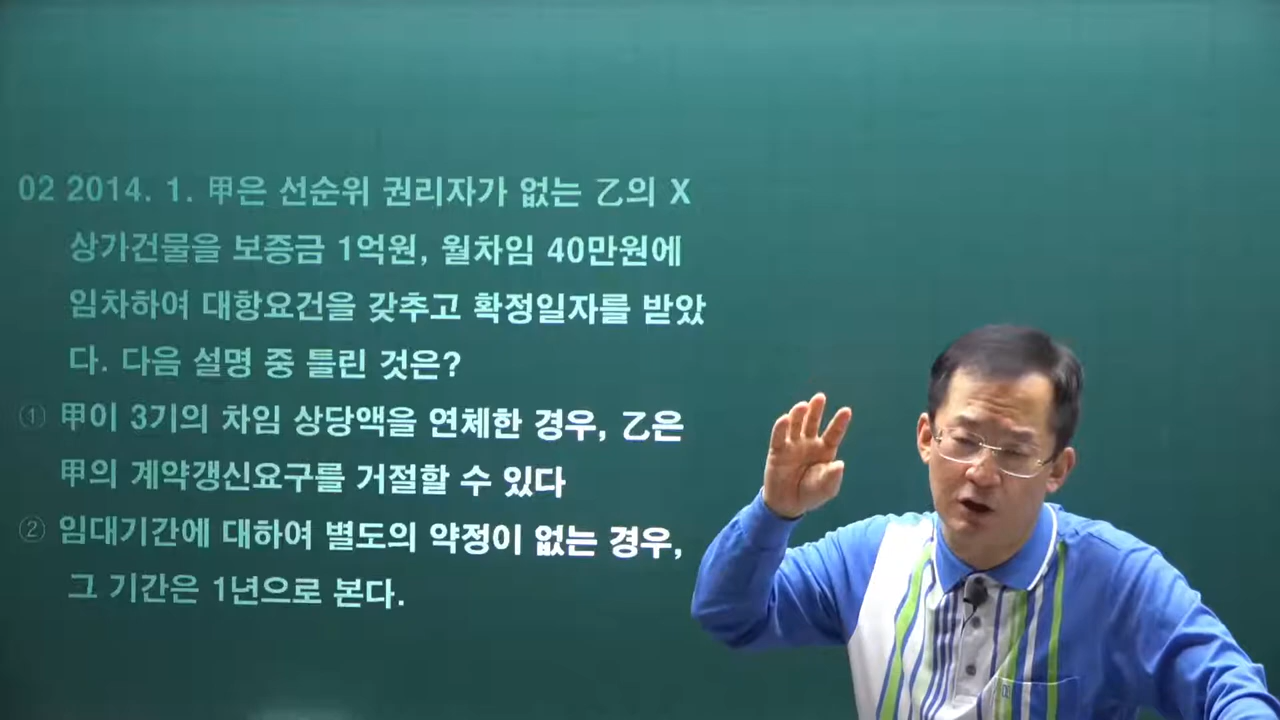 02 2014. 1. 甲은 선순위 권리자가 없는 乙의 X
상가건물을 보증금 1억원, 월차임 40만원에
임차하여 대항요건을 갖추고 확정일자를 받았
다. 다음 설명 중 틀린 것은?
① 甲이 3기의 차임 상당액을 연체한 경우, 乙은
甲의 계약갱신요구를 거절할 수 있다
② 임대기간에 대하여 별도의 약정이 없는 경우,
그 기간은 1년으로 본다.